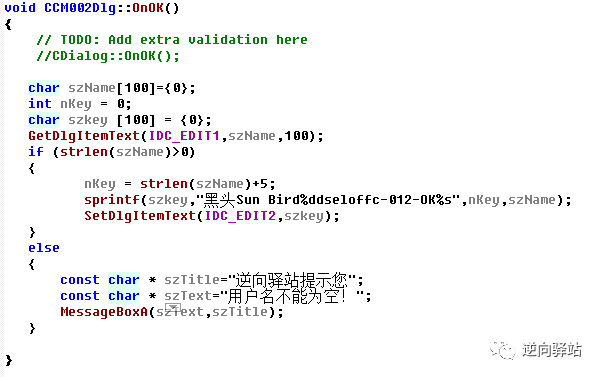 void CCM002Dlg::OnOK()
{
    // TODO: Add extra validation here
    //CDialog::OnOK();

   char szName[100]={0};
   int nKey = 0;
   char szkey [100] = {0};
   GetDlgItemText(IDC_EDIT1,szName,100);
   if (strlen(szName)>0)
   {
          nKey = strlen(szName)+5;
          sprintf(szkey,"黑头Sun Bird%ddseloffc-012-OK%s",nKey,szName);
          SetDlgItemText(IDC_EDIT2,szkey);
   }
   else
   {
       const char * szTitle="逆向驿站提示您";
       const char * szText="用户名不能为空！";
       MessageBoxA(szText,szTitle);
   }

}
逆向驿站